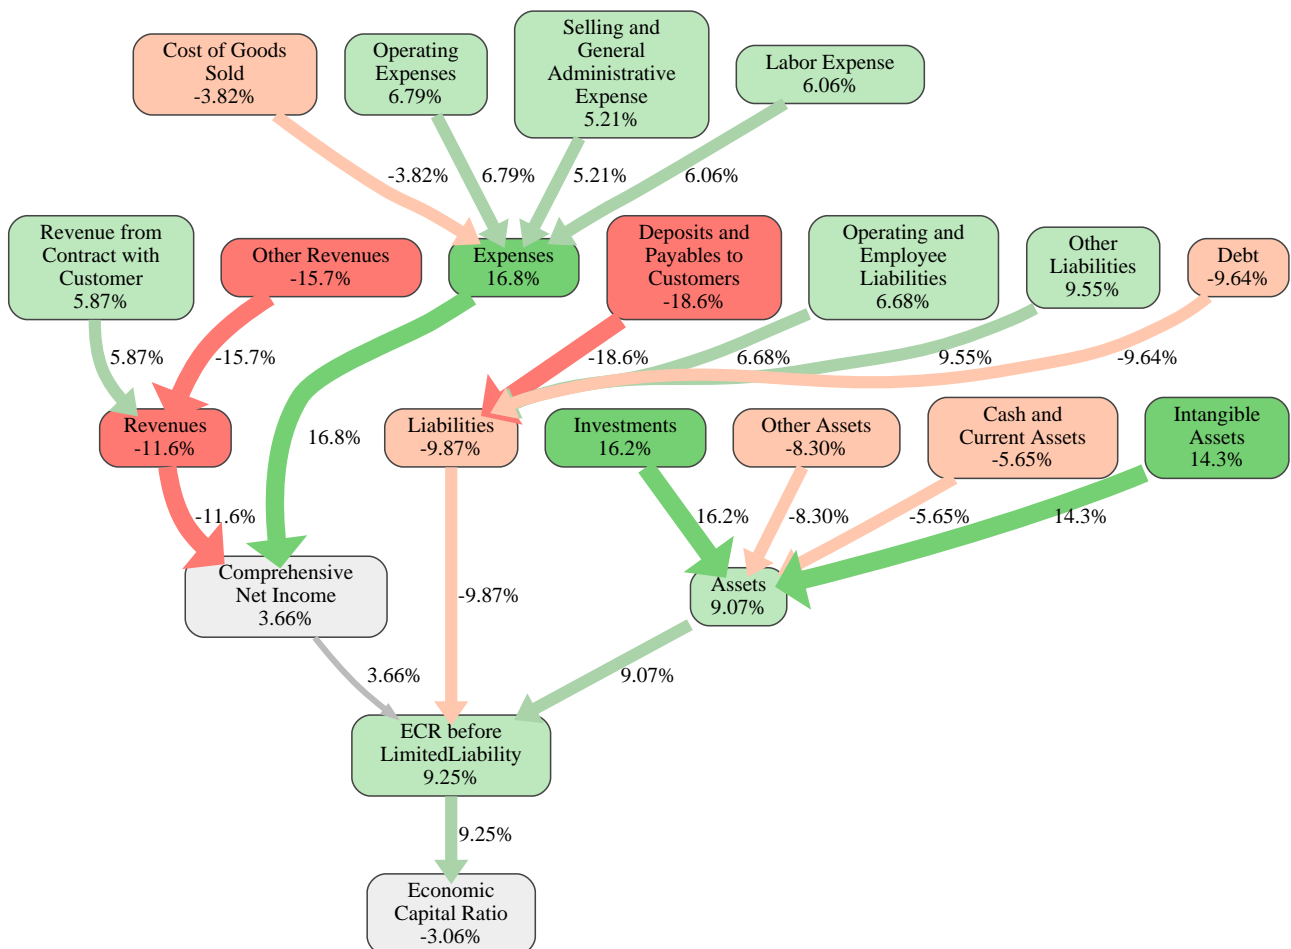 Cost of Goods
Sold
-3.82%
Operating
Expenses
6.79%
Selling and
General
Administrative
Expense
5.21%
Labor Expense
6.06%
-3.82%
6.79%
5.21%
6.06%
Revenue from
Contract with
Customer
5.87%
Other Revenues
-15.7%
Expenses
16.8%
Deposits and
Payables to
Customers
-18.6%
Operating and
Employee
Liabilities
6.68%
Other
Liabilities
9.55%
Debt
-9.64%
5.87%
-15.7%
-18.6%
6.68%
9.55%
-9.64%
Revenues
-11.6%
16.8%
Liabilities
-9.87%
Investments
16.2%
Other Assets
-8.30%
Cash and
Current Assets
-5.65%
Intangible
Assets
14.3%
-11.6%
16.2%
-8.30%
-5.65%
14.3%
Comprehensive
Net Income
3.66%
-9.87%
Assets
9.07%
3.66%
9.07%
ECR before
LimitedLiability
9.25%
9.25%
Economic
Capital Ratio
-3.06%